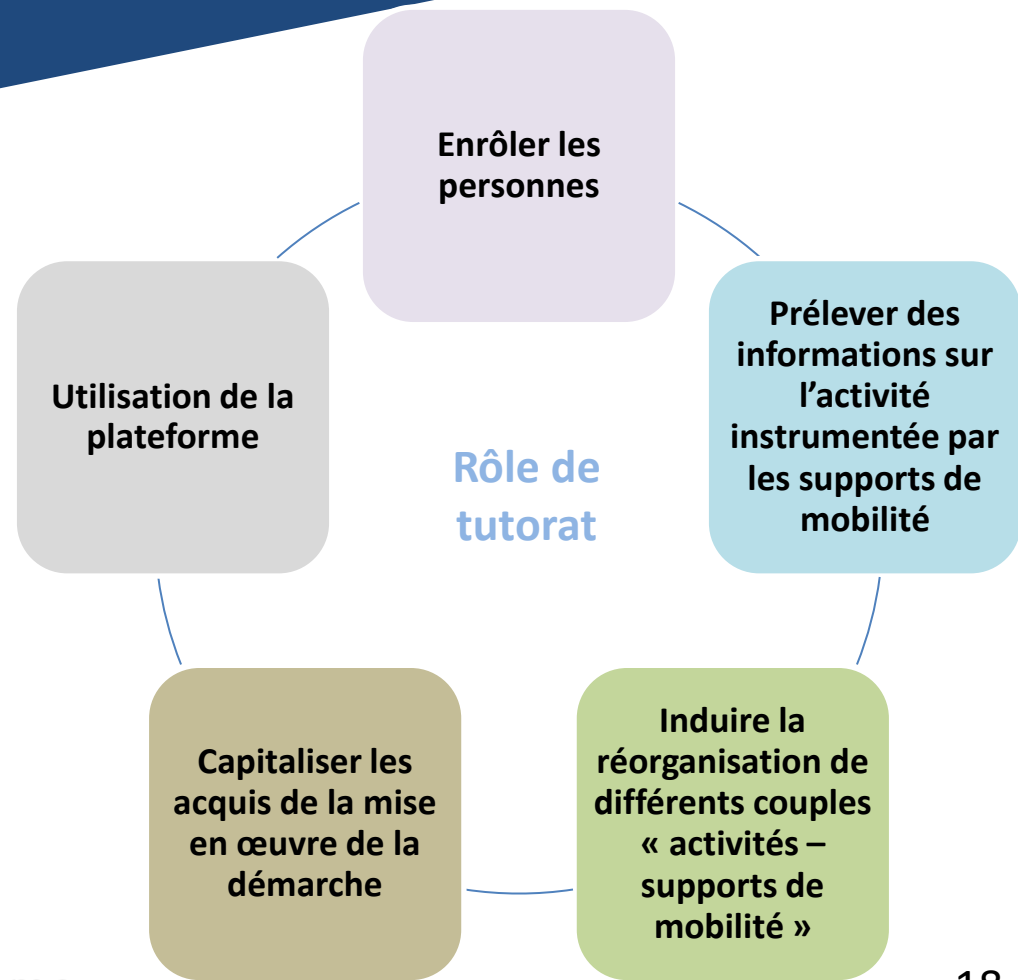 Enrôler les
personnes
Prélever des
informations sur
l’activité
instrumentée par
les supports de
mobilité
Utilisation de la
plateforme
Rôle de
tutorat
Induire la
réorganisation de
différents couples
« activités –
supports de
mobilité »
Capitaliser les
acquis de la mise
en œuvre de la
démarche